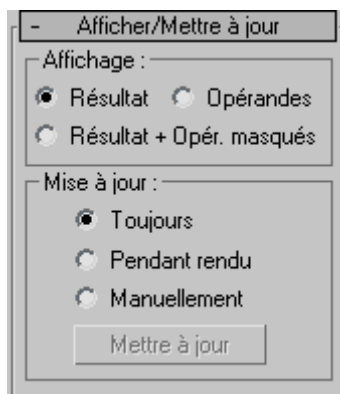 - Afficher/Mettre à jour
Affichage :
Résultat Opérandes
Résultat + Opér. masqués
Mise à jour :
Toujours
Pendant rendu
Manuellement
Mettre à jour